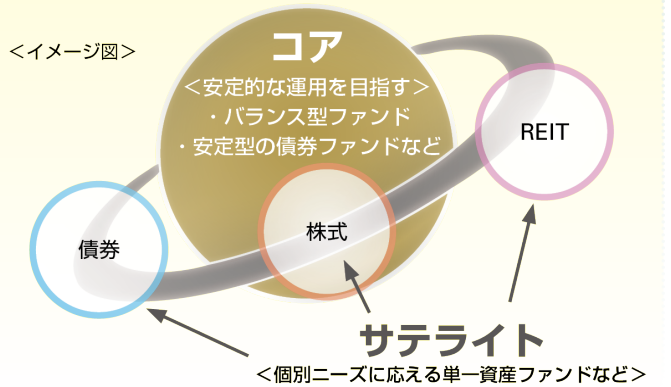 ＜イメージ図＞
コア
＜安定的な運用を目指す＞
・バランス型ファンド
・安定型の債券ファンドなど
REIT
株式
債券
サテライト
＜個別ニーズに応える単一資産ファンドなど＞